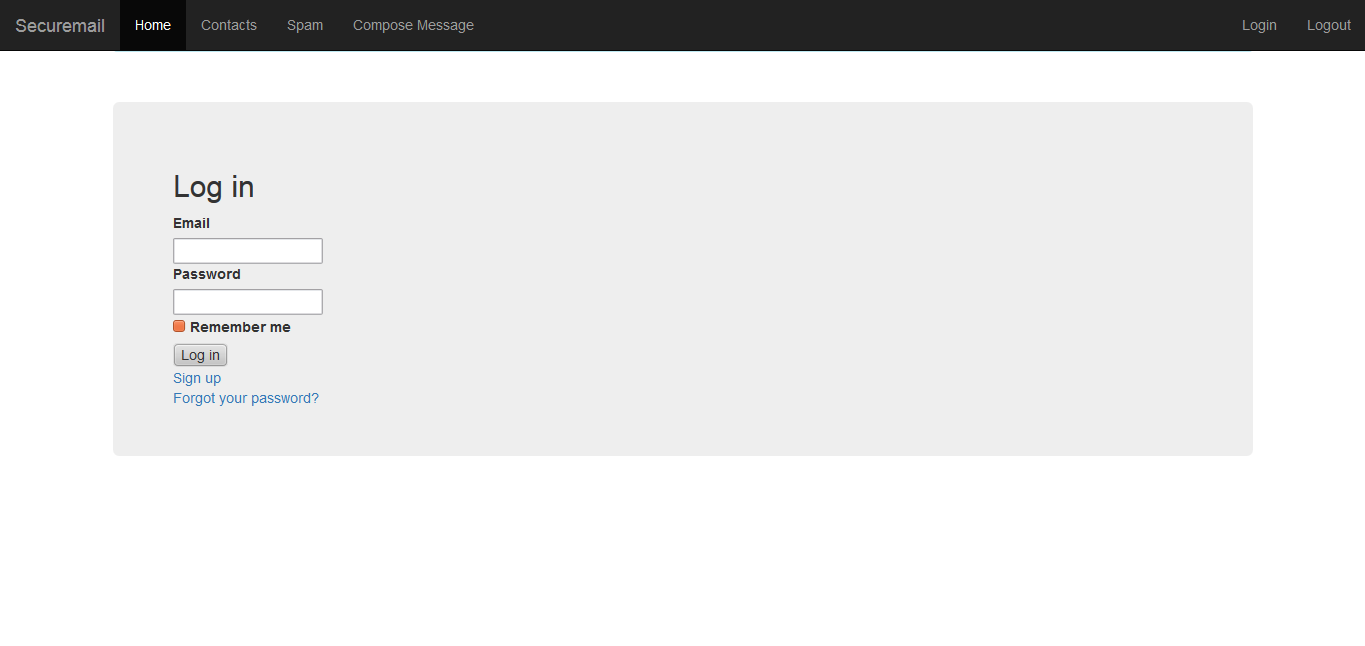 Securemail Home Contacts Spam Compose Message Login Logout
Log in
Email
Password
Remember me
Log in
Sign up
Forgot your password?